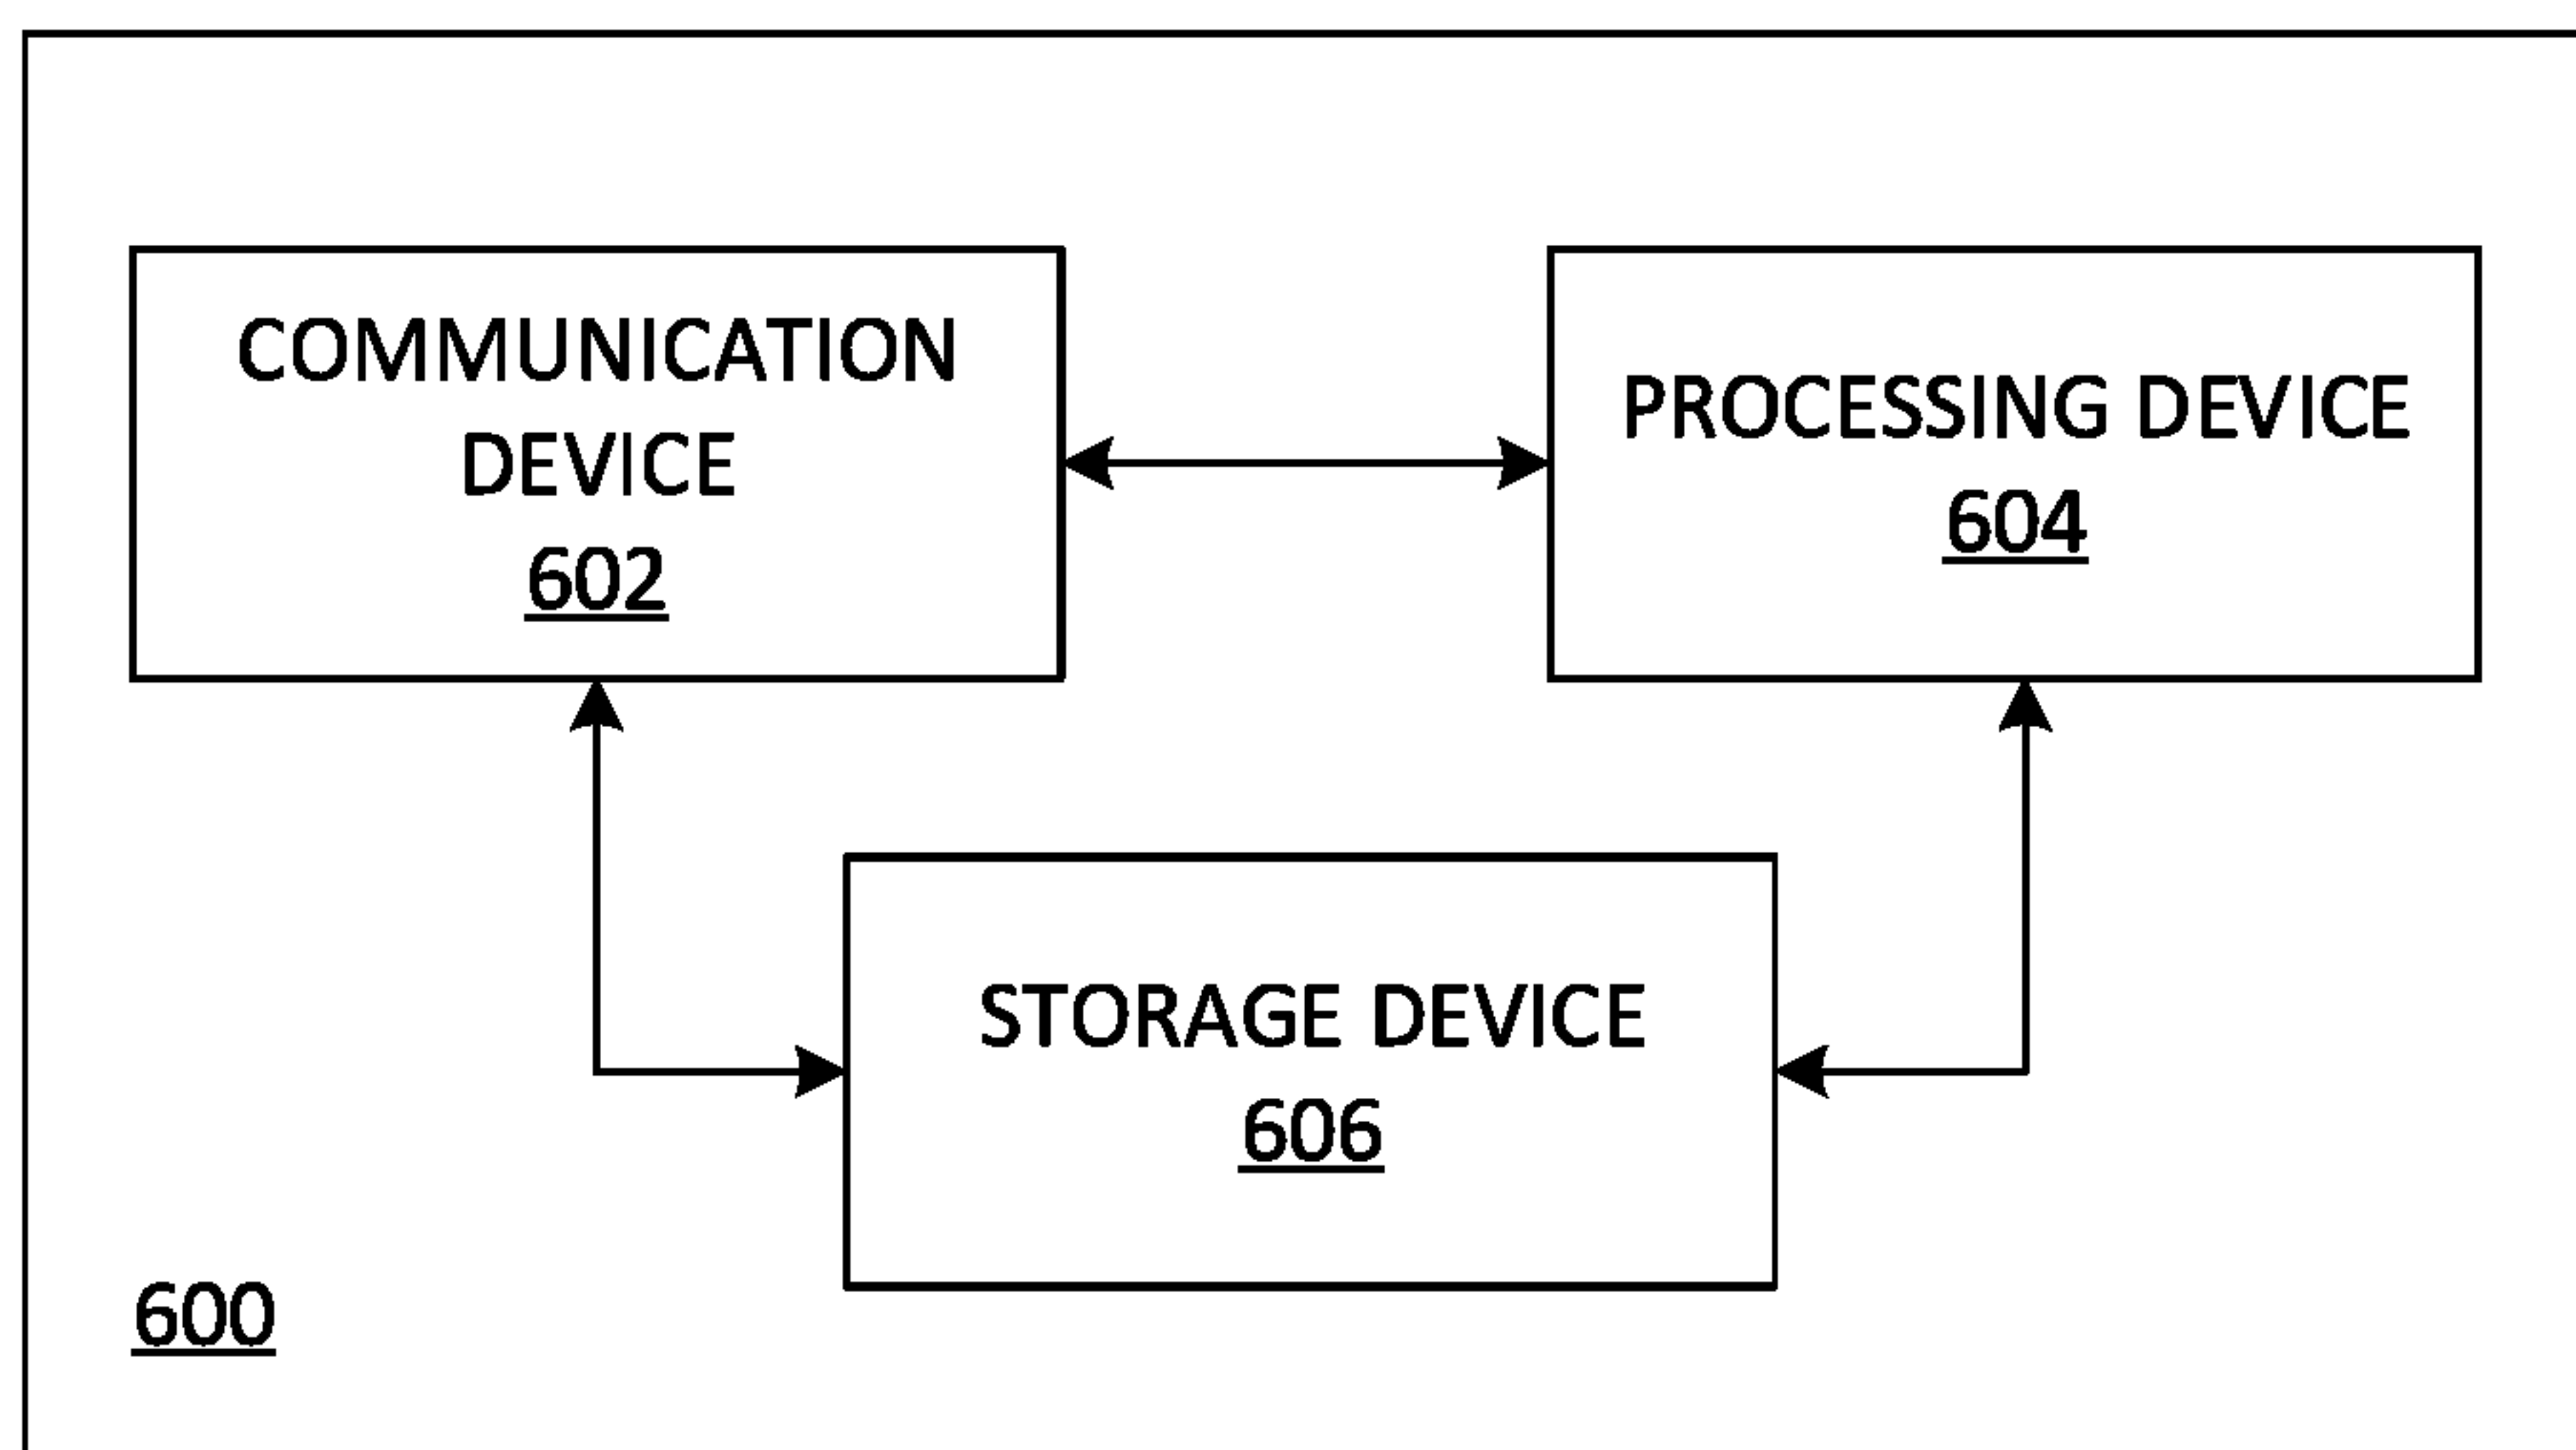 COMMUNICATION
DEVICE
602
PROCESSING DEVICE
604
STORAGE DEVICE
606
600